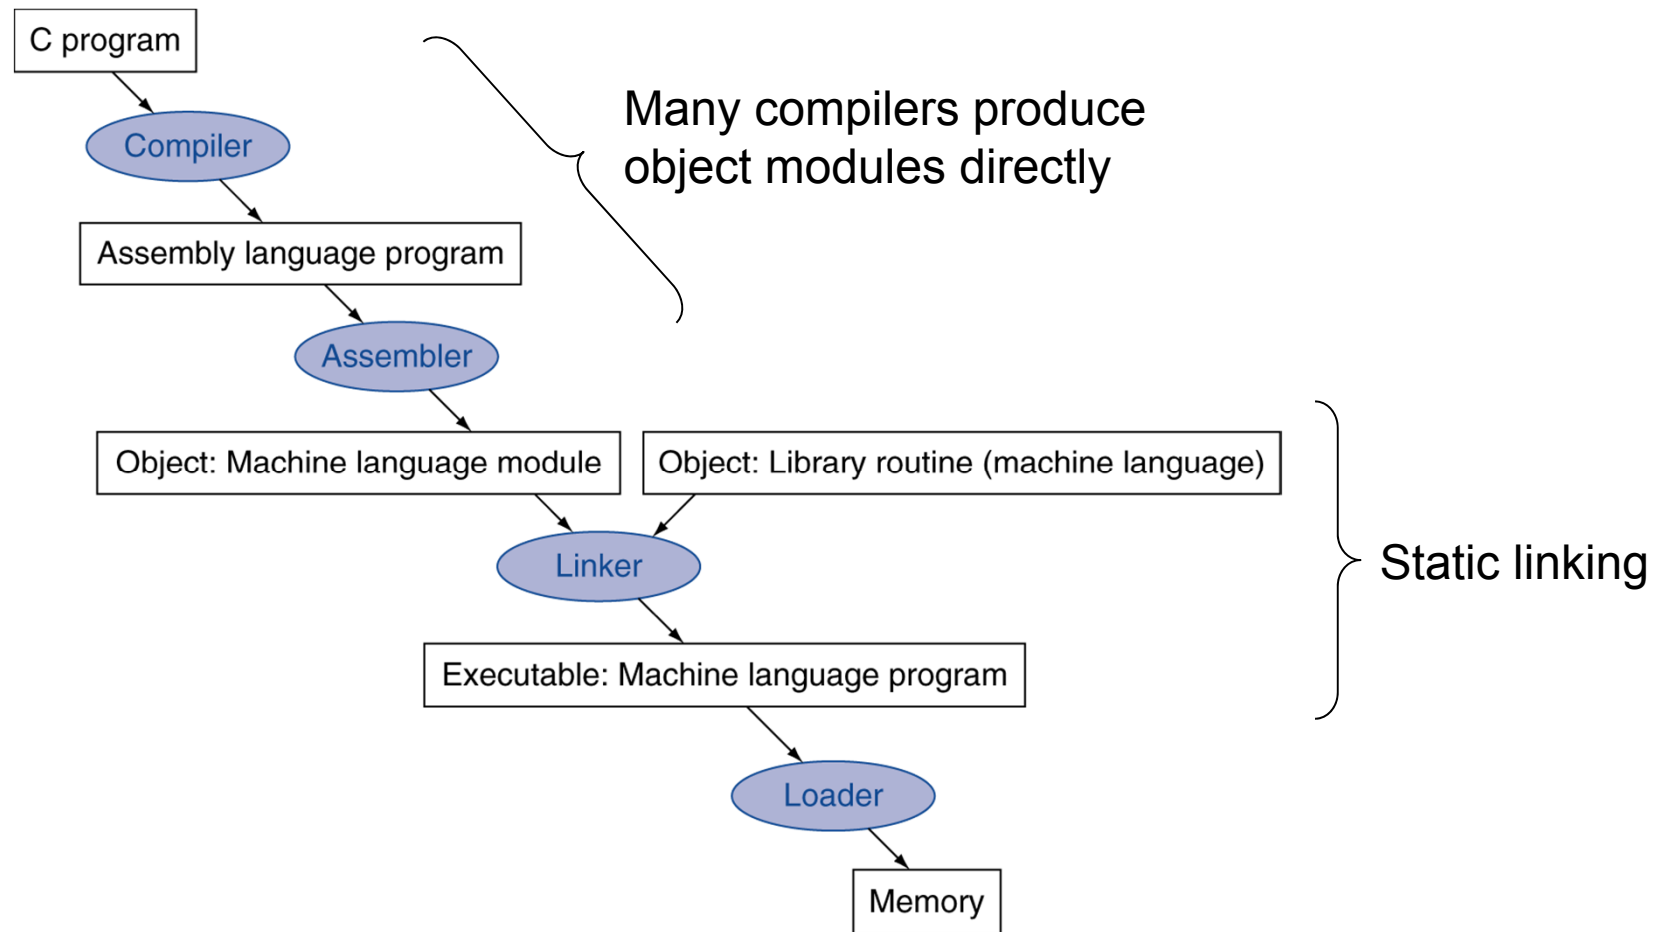 C program
Many compilers produce
object modules directly
Compiler
Assembly language program
Assembler
Object: Machine language module
Object: Library routine (machine language)
Linker
Static linking
Executable: Machine language program
Loader
Memory